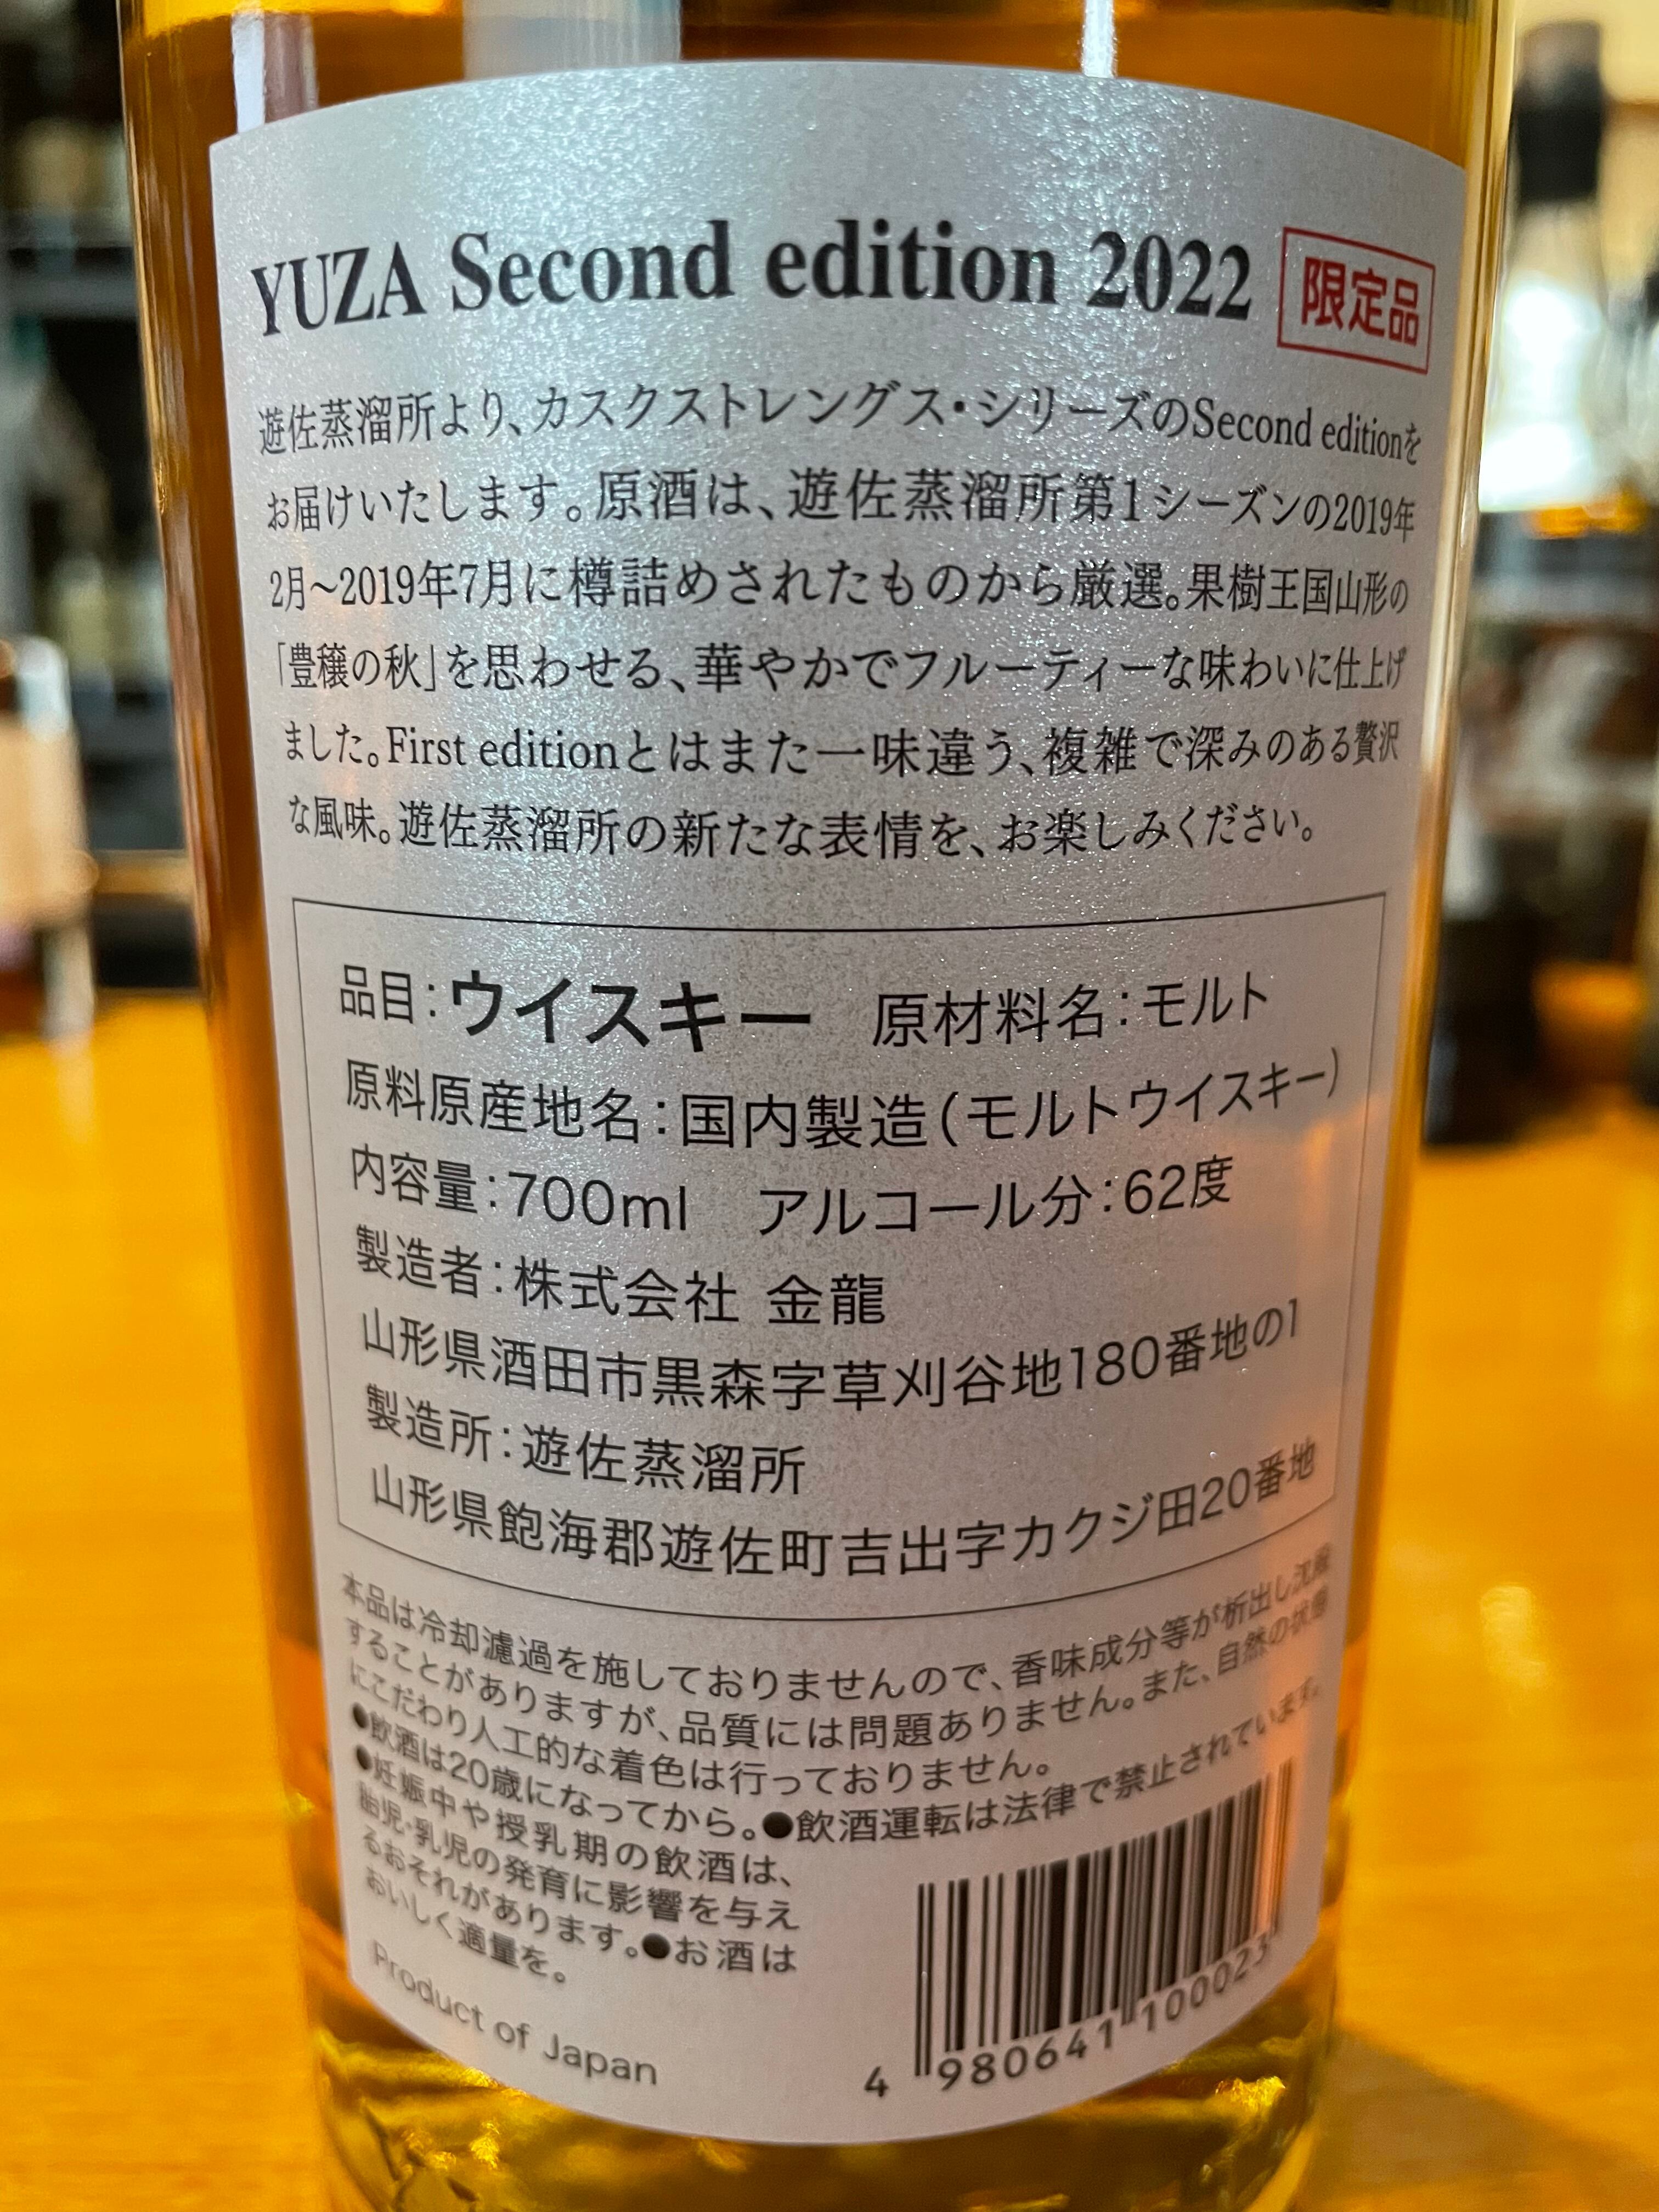 YUZA Second edition 2022 限定品
遊佐蒸溜所より、カスクストレングス・シリーズのSecond editionを
お届けいたします。原酒は、遊佐蒸溜所第1シーズンの2019年
2月〜2019年7月に樽詰めされたものから厳選。果樹王国山形の
「豊穣の秋」を思わせる、華やかでフルーティーな味わいに仕上げ
ました。First editionとはまた一味違う、複雑で深みのある贅沢
な風味。遊佐蒸溜所の新たな表情を、お楽しみください。
品目：ウイスキー 原材料名：モルト
原料原産地名：国内製造(モルトウイスキー)
内容量：700ml アルコール分：62度
製造者：株式会社 金龍
山形県酒田市黒森字草刈谷地180番地の1
製造所：遊佐蒸溜所
山形県飽海郡遊佐町吉出字カクジ田20番地
本品は冷却濾過を施しておりませんので、香味成分等が析出し沈殿
することがありますが、品質には問題ありません。また、自然の状態
にこだわり人工的な着色は行っておりません。
●飲酒は20歳になってから。●飲酒運転は法律で禁止されています。
●妊娠中や授乳期の飲酒は、
胎児・乳児の発育に影響を与え
るおそれがあります。●お酒は
おいしく適量を。
Product of Japan
4 980641 100023